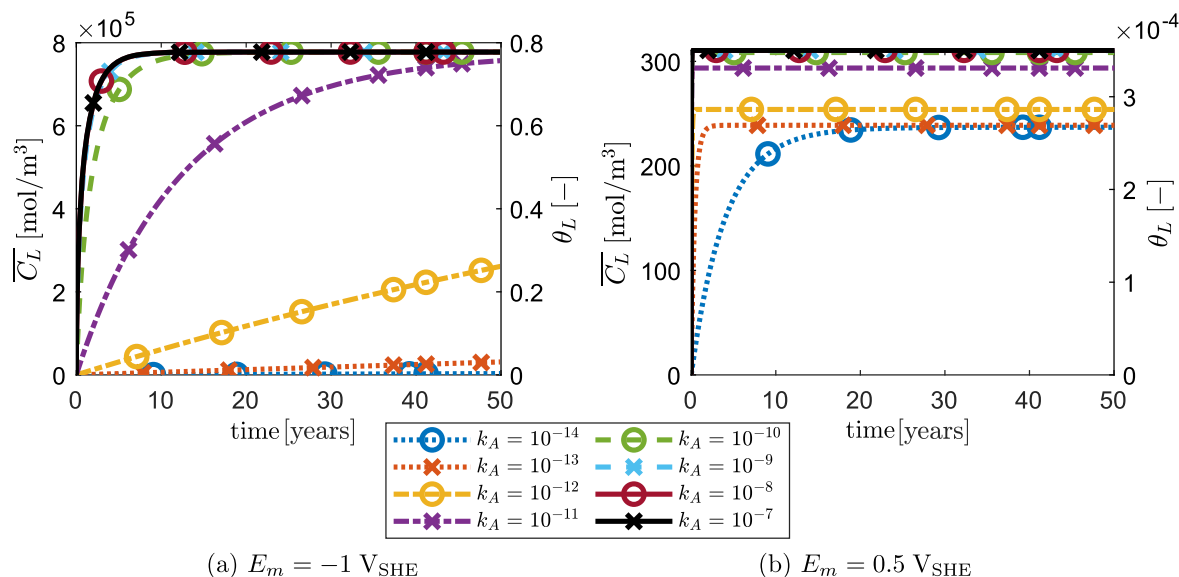 ×10⁵
8
6
4
2
0
0.8
0.6
0.4
0.2
0
0 10 20 30 40 50
time [years]
C̅_L [mol/m³]
θ_L [−]
300
200
100
0
×10⁻⁴
3
2
1
0
0 10 20 30 40 50
time [years]
C̅_L [mol/m³]
θ_L [−]
k_A = 10⁻¹⁴
k_A = 10⁻¹³
k_A = 10⁻¹²
k_A = 10⁻¹¹
k_A = 10⁻¹⁰
k_A = 10⁻⁹
k_A = 10⁻⁸
k_A = 10⁻⁷
(a) E_m = −1 V_SHE
(b) E_m = 0.5 V_SHE